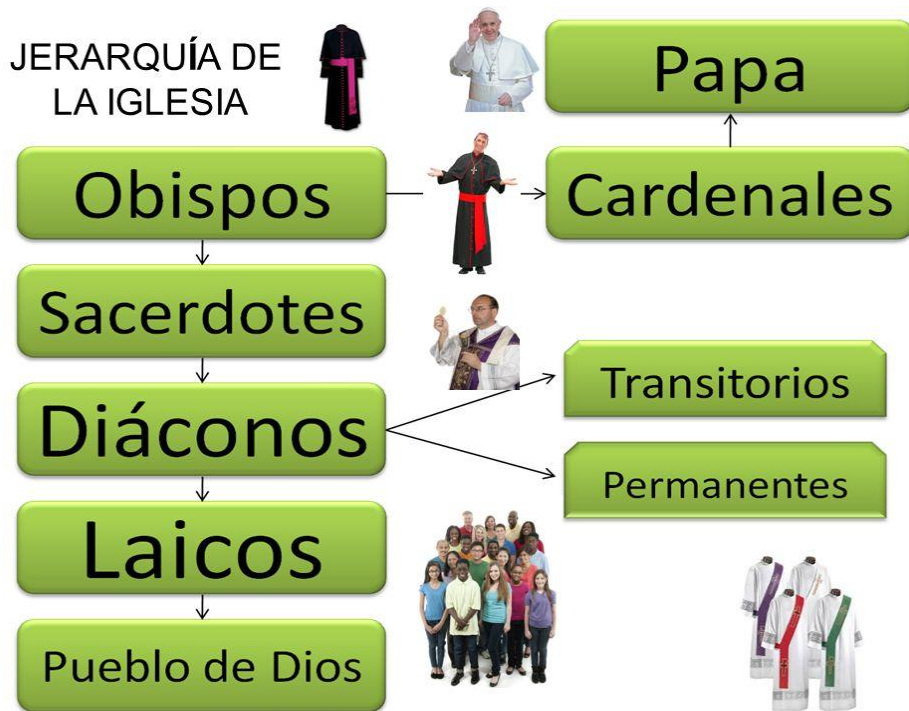 JERARQUÍA DE
LA IGLESIA
Papa
Obispos
Cardenales
Sacerdotes
Diáconos
Transitorios
Permanentes
Laicos
Pueblo de Dios